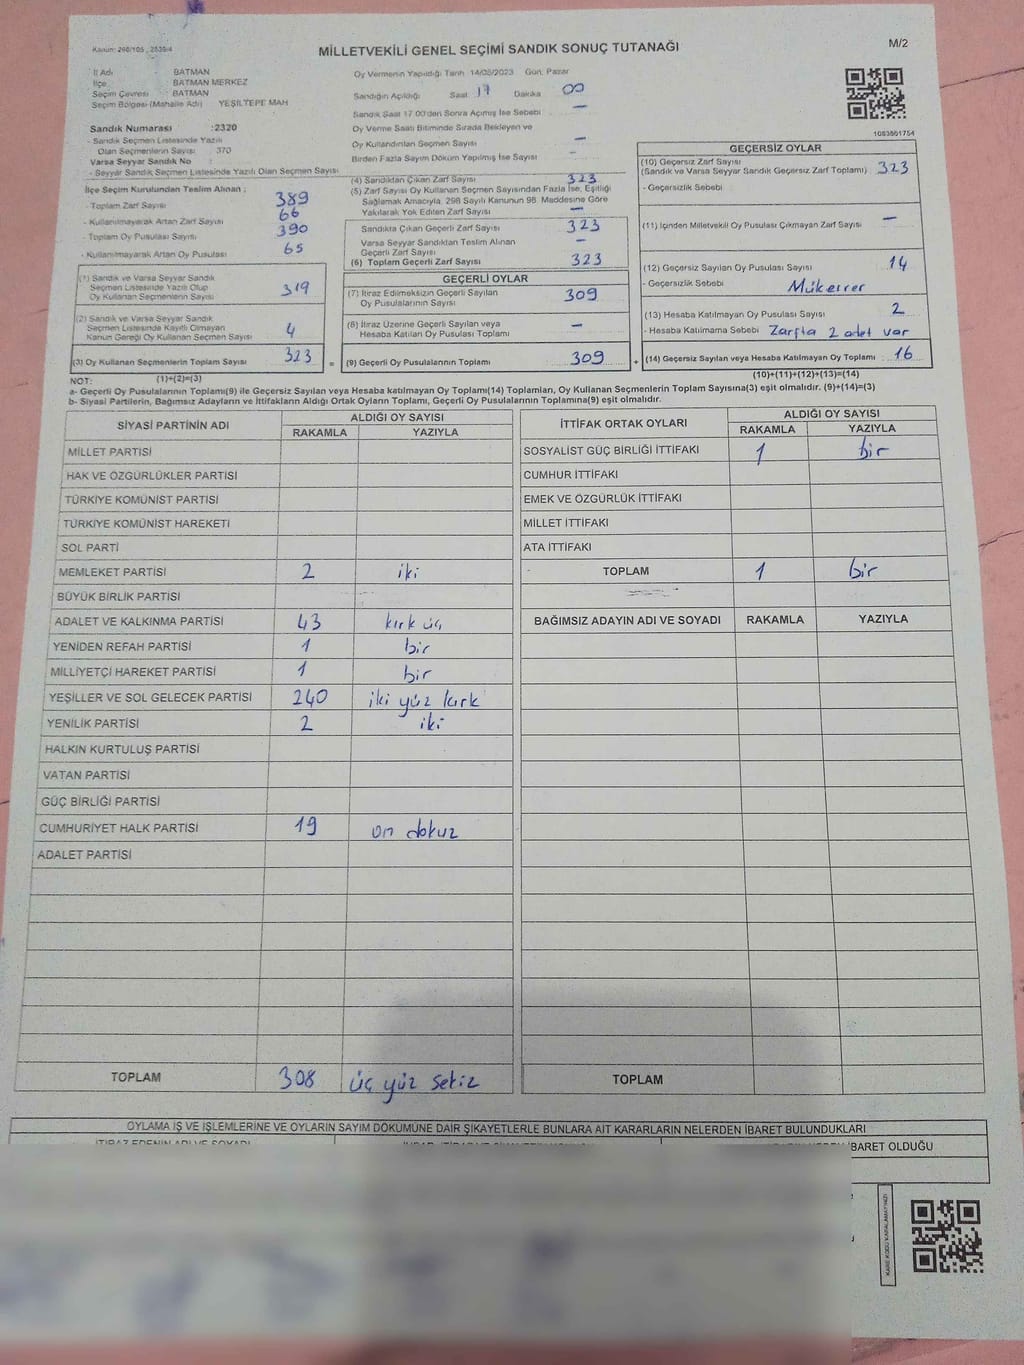 Kanun: 298/105 , 2839/4
MİLLETVEKİLİ GENEL SEÇİMİ SANDIK SONUÇ TUTANAĞI
M/2
İl Adı : BATMAN
İlçe : BATMAN MERKEZ
Seçim Çevresi : BATMAN
Seçim Bölgesi (Mahalle Adı) YEŞİLTEPE MAH
Sandık Numarası :2320
- Sandık Seçmen Listesinde Yazılı
Olan Seçmenlerin Sayısı : 370
Varsa Seyyar Sandık No :
- Seyyar Sandık Seçmen Listesinde Yazılı Olan Seçmen Sayısı
Oy Vermenin Yapıldığı Tarih 14/05/2023 Gün: Pazar
Sandığın Açıldığı Saat 17 Dakika 00
Sandık Saat 17.00'den Sonra Açılmış İse Sebebi —
Oy Verme Saati Bitiminde Sırada Bekleyen ve
Oy Kullandırılan Seçmen Sayısı —
Birden Fazla Sayım Döküm Yapılmış İse Sayısı —
1083801754
İlçe Seçim Kurulundan Teslim Alınan ;
- Toplam Zarf Sayısı 389
- Kullanılmayarak Artan Zarf Sayısı 66
- Toplam Oy Pusulası Sayısı 390
- Kullanılmayarak Artan Oy Pusulası 65
(1) Sandık ve Varsa Seyyar Sandık
Seçmen Listesinde Yazılı Olup
Oy Kullanan Seçmenlerin Sayısı 319
(2) Sandık ve Varsa Seyyar Sandık
Seçmen Listesinde Kayıtlı Olmayan
Kanun Gereği Oy Kullanan Seçmen Sayısı 4
(3) Oy Kullanan Seçmenlerin Toplam Sayısı 323
(1)+(2)=(3)
(4) Sandıktan Çıkan Zarf Sayısı 323
(5) Zarf Sayısı Oy Kullanan Seçmen Sayısından Fazla İse, Eşitliği
Sağlamak Amacıyla, 298 Sayılı Kanunun 98. Maddesine Göre
Yakılarak Yok Edilen Zarf Sayısı —
Sandıkta Çıkan Geçerli Zarf Sayısı 323
Varsa Seyyar Sandıktan Teslim Alınan
Geçerli Zarf Sayısı —
(6) Toplam Geçerli Zarf Sayısı 323
GEÇERLİ OYLAR
(7) İtiraz Edilmeksizin Geçerli Sayılan
Oy Pusulalarının Sayısı 309
(8) İtiraz Üzerine Geçerli Sayılan veya
Hesaba Katılan Oy Pusulaları Toplamı —
= (9) Geçerli Oy Pusulalarının Toplamı 309 +
GEÇERSİZ OYLAR
(10) Geçersiz Zarf Sayısı
(Sandık ve Varsa Seyyar Sandık Geçersiz Zarf Toplamı) : 323
- Geçersizlik Sebebi
(11) İçinden Milletvekili Oy Pusulası Çıkmayan Zarf Sayısı —
(12) Geçersiz Sayılan Oy Pusulası Sayısı 14
- Geçersizlik Sebebi Mükerrer
(13) Hesaba Katılmayan Oy Pusulası Sayısı 2
- Hesaba Katılmama Sebebi Zarfta 2 adet var
(14) Geçersiz Sayılan veya Hesaba Katılmayan Oy Toplamı : 16
(10)+(11)+(12)+(13)=(14)
NOT:
a- Geçerli Oy Pusulaların Toplamı(9) ile Geçersiz Sayılan veya Hesaba katılmayan Oy Toplamı(14) Toplamları, Oy Kullanan Seçmenlerin Toplam Sayısına(3) eşit olmalıdır. (9)+(14)=(3)
b- Siyasi Partilerin, Bağımsız Adayların ve İttifakların Aldığı Ortak Oyların Toplamı, Geçerli Oy Pusulalarının Toplamına(9) eşit olmalıdır.
SİYASİ PARTİNİN ADI ALDIĞI OY SAYISI
RAKAMLA YAZIYLA
MİLLET PARTİSİ
HAK VE ÖZGÜRLÜKLER PARTİSİ
TÜRKİYE KOMÜNİST PARTİSİ
TÜRKİYE KOMÜNİST HAREKETİ
SOL PARTİ
MEMLEKET PARTİSİ 2 iki
BÜYÜK BİRLİK PARTİSİ
ADALET VE KALKINMA PARTİSİ 43 kırk üç
YENİDEN REFAH PARTİSİ 1 bir
MİLLİYETÇİ HAREKET PARTİSİ 1 bir
YEŞİLLER VE SOL GELECEK PARTİSİ 240 iki yüz kırk
YENİLİK PARTİSİ 2 iki
HALKIN KURTULUŞ PARTİSİ
VATAN PARTİSİ
GÜÇ BİRLİĞİ PARTİSİ
CUMHURİYET HALK PARTİSİ 19 on dokuz
ADALET PARTİSİ
TOPLAM 308 üç yüz sekiz
İTTİFAK ORTAK OYLARI ALDIĞI OY SAYISI
RAKAMLA YAZIYLA
SOSYALİST GÜÇ BİRLİĞİ İTTİFAKI 1 bir
CUMHUR İTTİFAKI
EMEK VE ÖZGÜRLÜK İTTİFAKI
MİLLET İTTİFAKI
ATA İTTİFAKI
TOPLAM 1 bir
BAĞIMSIZ ADAYIN ADI VE SOYADI RAKAMLA YAZIYLA
TOPLAM
OYLAMA İŞ VE İŞLEMLERİNE VE OYLARIN SAYIM DÖKÜMÜNE DAİR ŞİKAYETLERLE BUNLARA AİT KARARLARIN NELERDEN İBARET BULUNDUKLARI
İTİRAZ EDENİN ADI VE SOYADI
İBARET OLDUĞU
KARE KODU KAPALAMAYINIZ!